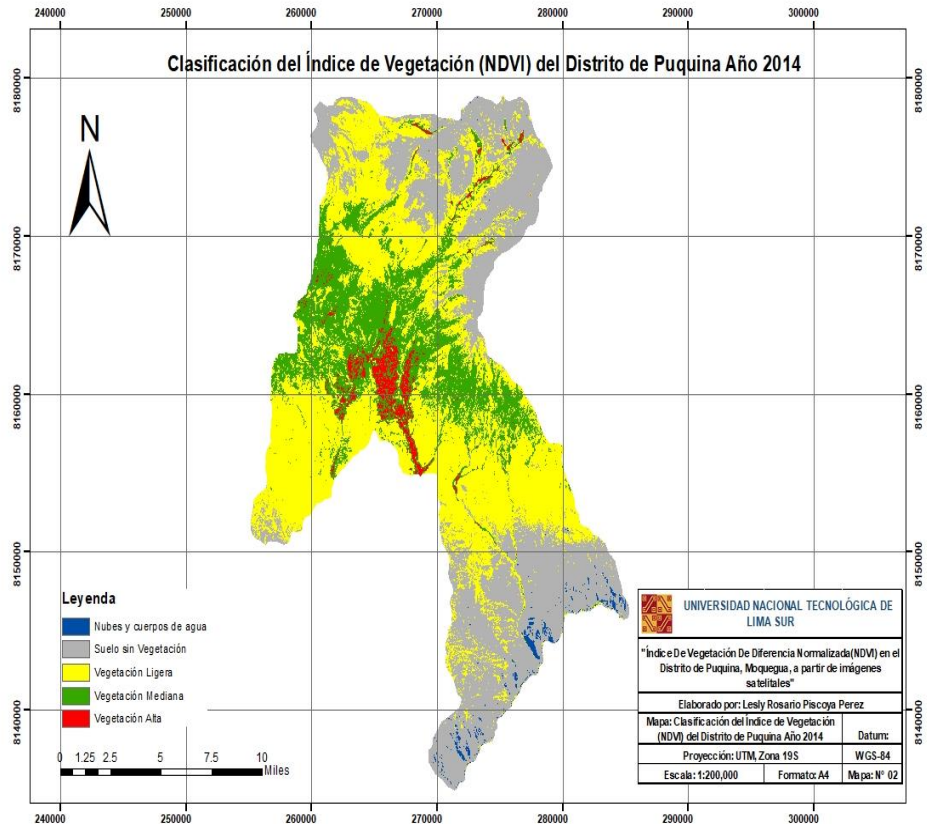 240000 250000 260000 270000 280000 290000 300000
Clasificación del Índice de Vegetación (NDVI) del Distrito de Puquina Año 2014
8180000 8180000
N
8170000 8170000
8160000 8160000
8150000 8150000
Leyenda
Nubes y cuerpos de agua
Suelo sin Vegetación
Vegetación Ligera
Vegetación Mediana
Vegetación Alta
0 1.25 2.5 5 7.5 10
Miles
UNIVERSIDAD NACIONAL TECNOLÓGICA DE
LIMA SUR
"Índice De Vegetación De Diferencia Normalizada(NDVI) en el
Distrito de Puquina, Moquegua, a partir de imágenes
satelitales"
Elaborado por: Lesly Rosario Piscoya Perez
Mapa: Clasificación del Índice de Vegetación
(NDVI) del Distrito de Puquina Año 2014
Datum:
Proyección: UTM, Zona 19S WGS-84
Escala: 1:200,000 Formato: A4 Mapa: N° 02
8140000 8140000
240000 250000 260000 270000 280000 290000 300000